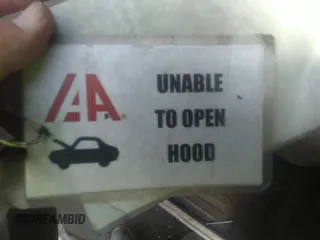 IAA
UNABLE
TO OPEN
HOOD
DREAMBID